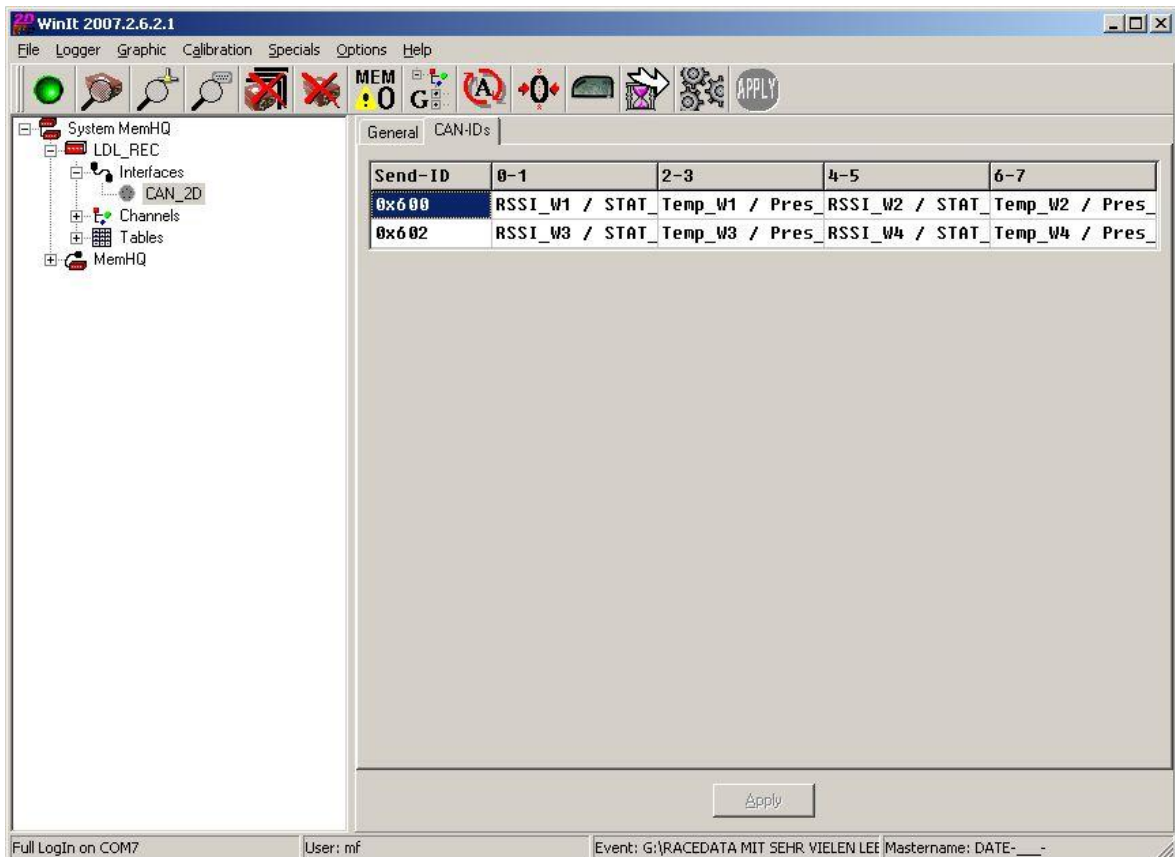 WinIt 2007.2.6.2.1
File Logger Graphic Calibration Specials Options Help
MEM
0 G A 0 APPLY
System MemHQ
LDL_REC
Interfaces
CAN_2D
Channels
Tables
MemHQ
General CAN-IDs
Send-ID 0-1 2-3 4-5 6-7
0x600 RSSI_W1 / STAT_ Temp_W1 / Pres_ RSSI_W2 / STAT_ Temp_W2 / Pres_
0x602 RSSI_W3 / STAT_ Temp_W3 / Pres_ RSSI_W4 / STAT_ Temp_W4 / Pres_
Apply
Full LogIn on COM7 User: mf Event: G:\RACEDATA MIT SEHR VIELEN LEE Mastername: DATE-___-